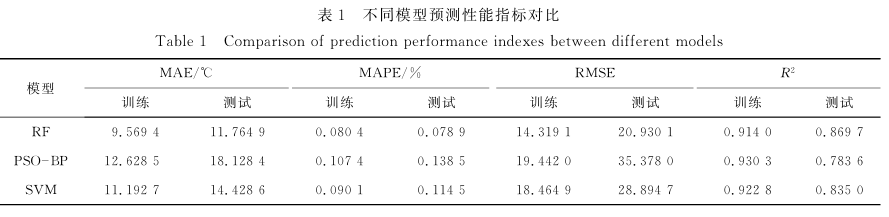 表1 不同模型预测性能指标对比
Table 1 Comparison of prediction performance indexes between different models
模型 MAE/℃ MAPE/% RMSE R²
训练 测试 训练 测试 训练 测试 训练 测试
RF 9.569 4 11.764 9 0.080 4 0.078 9 14.319 1 20.930 1 0.914 0 0.869 7
PSO-BP 12.628 5 18.128 4 0.107 4 0.138 5 19.442 0 35.378 0 0.930 3 0.783 6
SVM 11.192 7 14.428 6 0.090 1 0.114 5 18.464 9 28.894 7 0.922 8 0.835 0